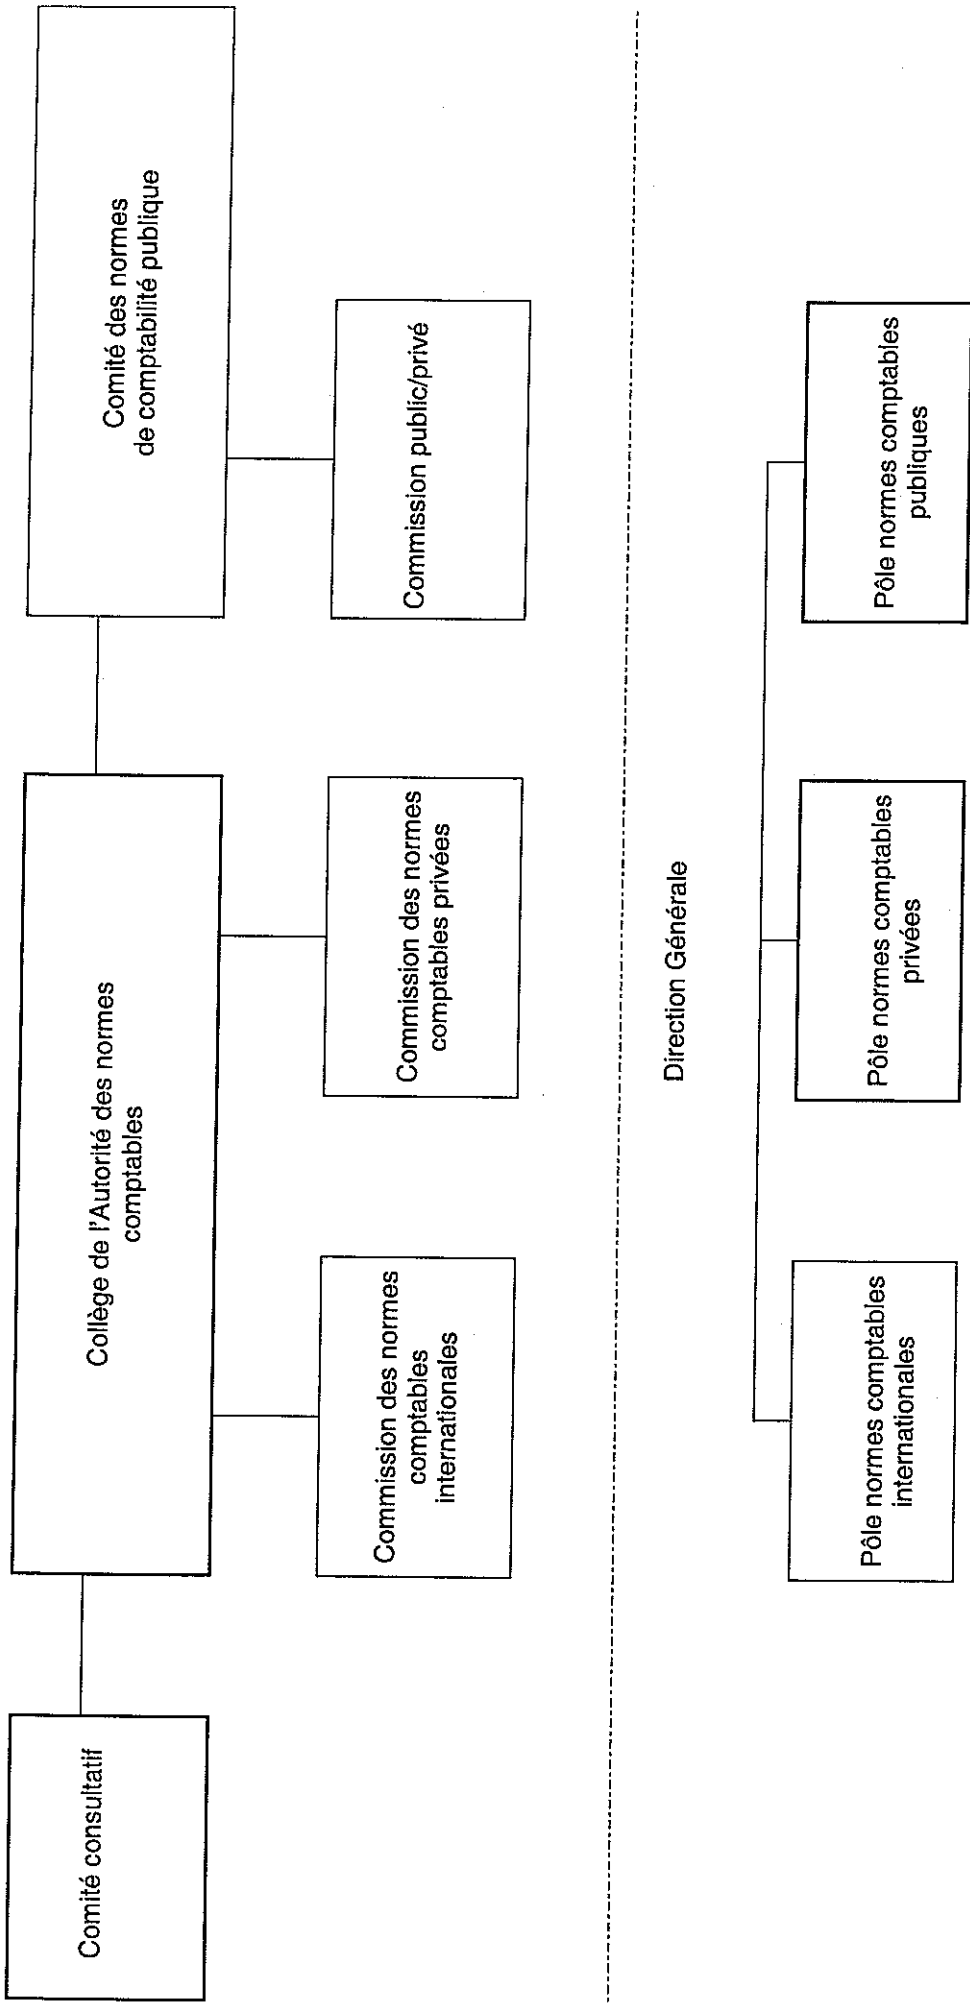 Comité consultatif
Collège de l'Autorité des normes
comptables
Comité des normes
de comptabilité publique
Commission des normes
comptables
internationales
Commission des normes
comptables privées
Commission public/privé
Direction Générale
Pôle normes comptables
internationales
Pôle normes comptables
privées
Pôle normes comptables
publiques